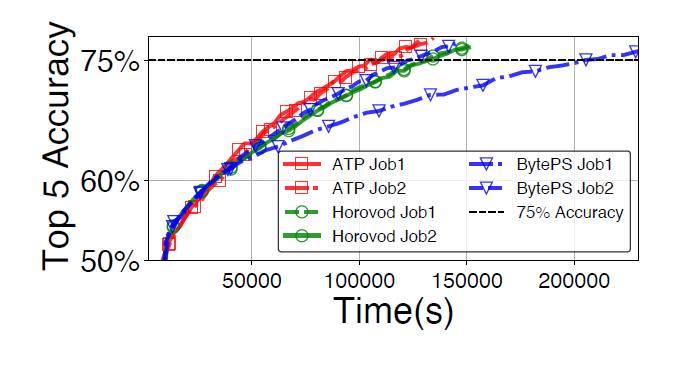 Top 5 Accuracy
75%
60%
50%
ATP Job1
ATP Job2
Horovod Job1
Horovod Job2
BytePS Job1
BytePS Job2
75% Accuracy
50000 100000 150000 200000
Time(s)